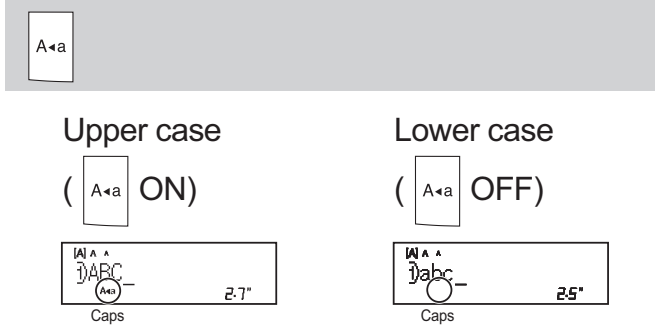 A◂a
Upper case
( A◂a ON)
Lower case
( A◂a OFF)
[A] A A
1)ABC_
A◂a
2.7"
Caps
[A] A A
1)abc_
2.5"
Caps